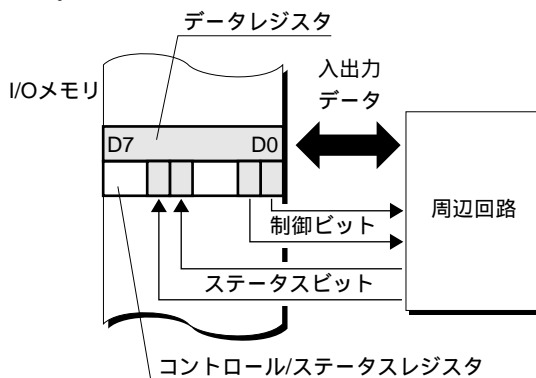 データレジスタ
I/Oメモリ
入出力
データ
D7
D0
周辺回路
制御ビット
ステータスビット
コントロール/ステータスレジスタ